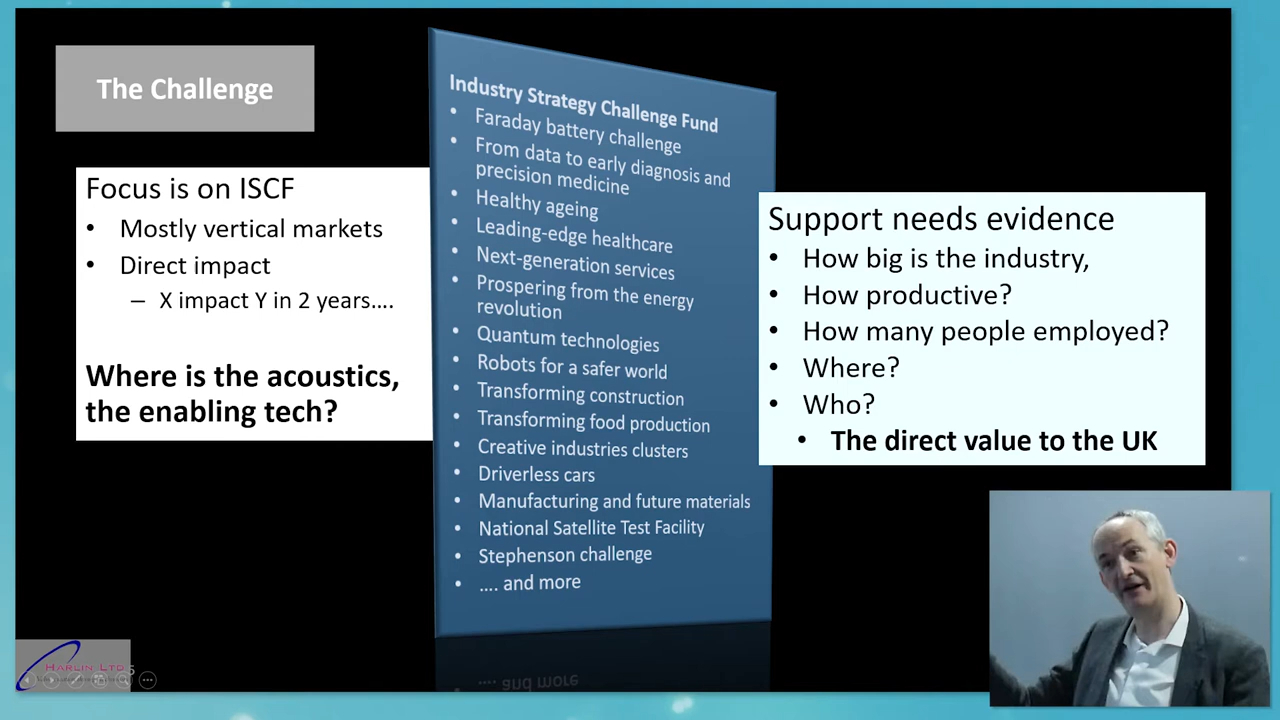 The Challenge
Focus is on ISCF
• Mostly vertical markets
• Direct impact
– X impact Y in 2 years....
Where is the acoustics,
the enabling tech?
Industry Strategy Challenge Fund
• Faraday battery challenge
• From data to early diagnosis and
precision medicine
• Healthy ageing
• Leading-edge healthcare
• Next-generation services
• Prospering from the energy
revolution
• Quantum technologies
• Robots for a safer world
• Transforming construction
• Transforming food production
• Creative industries clusters
• Driverless cars
• Manufacturing and future materials
• National Satellite Test Facility
• Stephenson challenge
• .... and more
Support needs evidence
• How big is the industry,
• How productive?
• How many people employed?
• Where?
• Who?
• The direct value to the UK
HARLIN LTD
5
.... and more